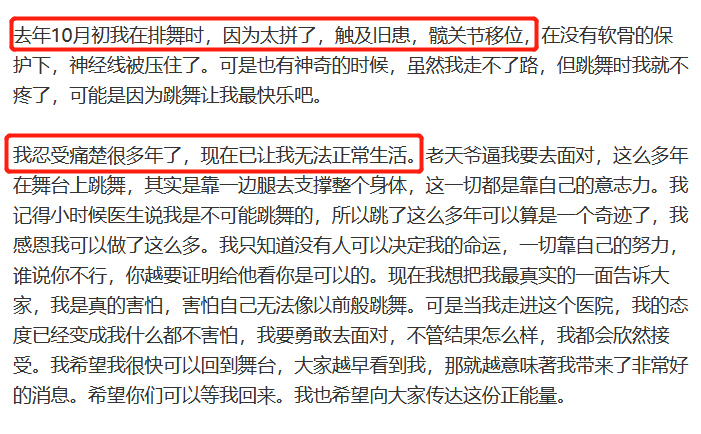 去年10月初我在排舞时，因为太拼了，触及旧患，髋关节移位，在没有软骨的保
护下，神经线被压住了。可是也有神奇的时候，虽然我走不了路，但跳舞时我就不
疼了，可能是因为跳舞让我最快乐吧。
我忍受痛楚很多年了，现在已让我无法正常生活。老天爷逼我要去面对，这么多年
在舞台上跳舞，其实是靠一边腿去支撑整个身体，这一切都是靠自己的意志力。我
记得小时候医生说我是不可能跳舞的，所以跳了这么多年可以算是一个奇迹了，我
感恩我可以做了这么多。我只知道没有人可以决定我的命运，一切靠自己的努力，
谁说你不行，你越要证明给他看你是可以的。现在我想把我最真实的一面告诉大
家，我是真的害怕，害怕自己无法像以前般跳舞。可是当我走进这个医院，我的态
度已经变成我什么都不害怕，我要勇敢去面对，不管结果怎么样，我都会欣然接
受。我希望我很快可以回到舞台，大家越早看到我，那就越意味著我带来了非常好
的消息。希望你们可以等我回来。我也希望向大家传达这份正能量。